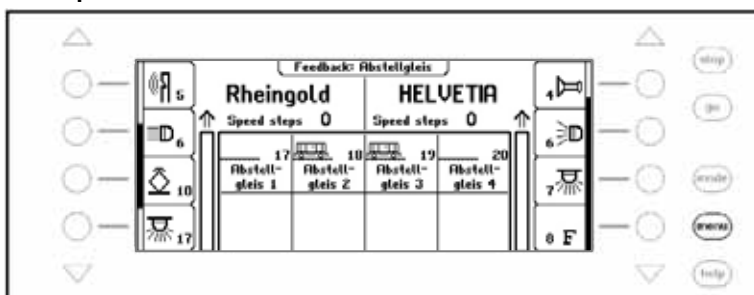 Feedback: Abstellgleis
Rheingold HELVETIA
Speed steps 0 Speed steps 0
5
6
10
17
4
6
7
8 F
17 18 19 20
Abstell- Abstell- Abstell- Abstell-
gleis 1 gleis 2 gleis 3 gleis 4
stop
go
mode
menu
help